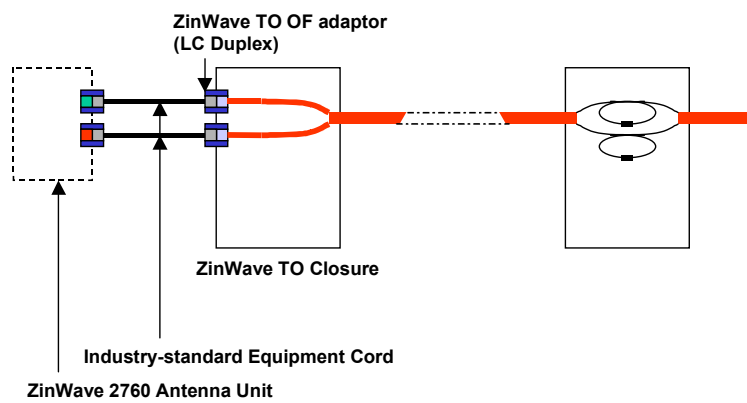 ZinWave TO OF adaptor
(LC Duplex)
ZinWave TO Closure
Industry-standard Equipment Cord
ZinWave 2760 Antenna Unit